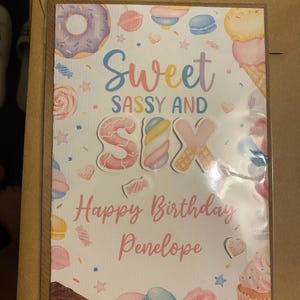 Sweet
SASSY AND
SIX
Happy Birthday
Penelope